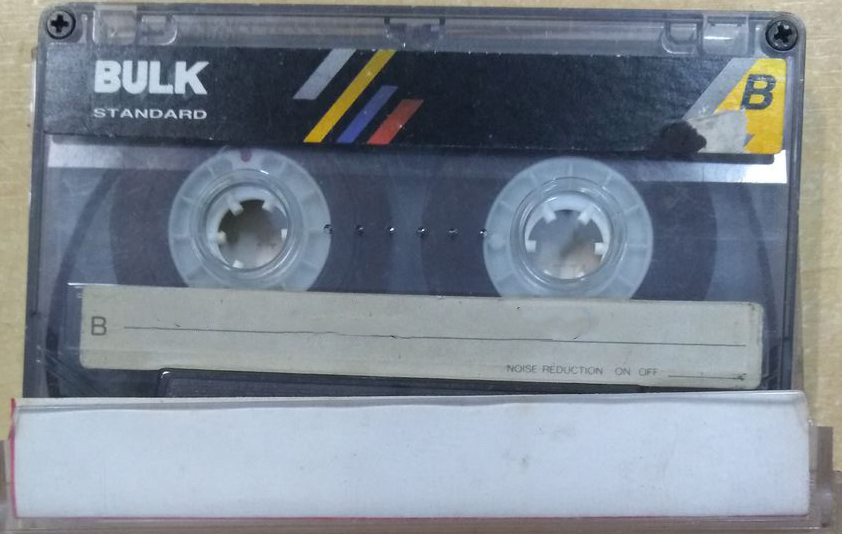 BULK
STANDARD
B
B
NOISE REDUCTION ON OFF